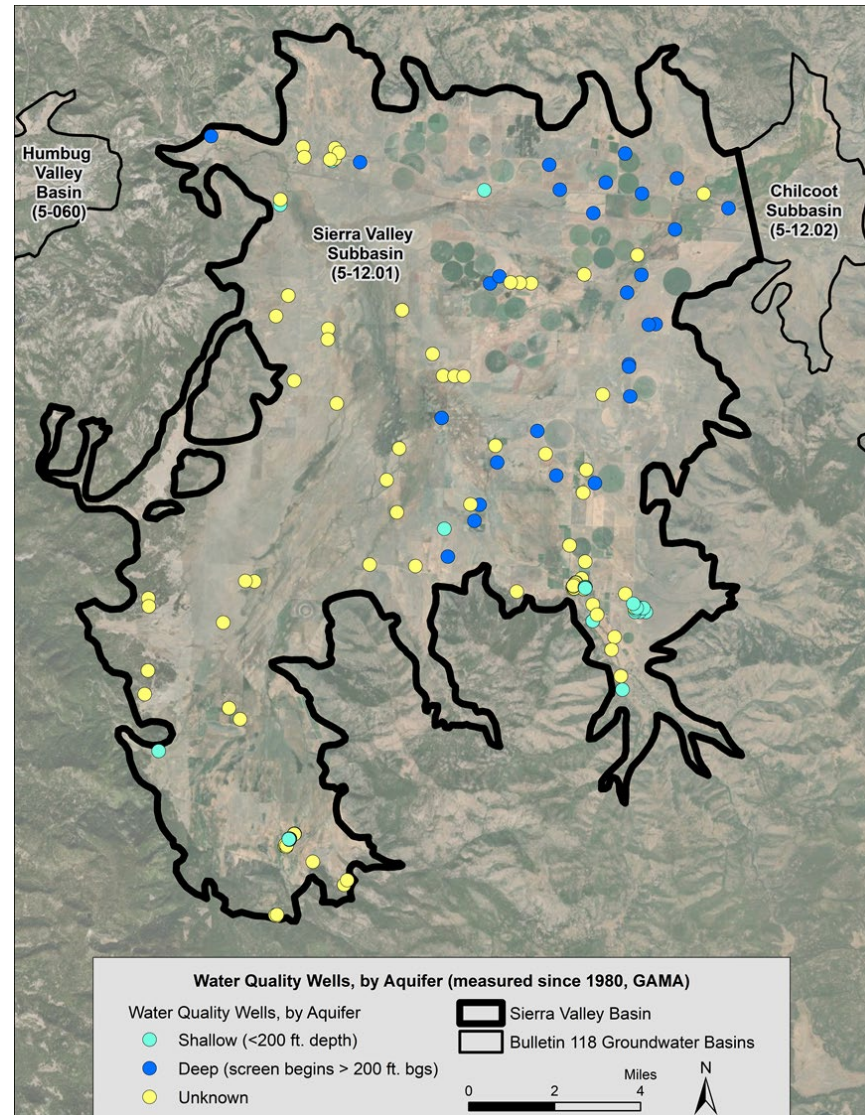 Humbug
Valley
Basin
(5-060)
Sierra Valley
Subbasin
(5-12.01)
Chilcoot
Subbasin
(5-12.02)
Water Quality Wells, by Aquifer (measured since 1980, GAMA)
Water Quality Wells, by Aquifer
Shallow (<200 ft. depth)
Deep (screen begins > 200 ft. bgs)
Unknown
Sierra Valley Basin
Bulletin 118 Groundwater Basins
Miles
0 2 4
N